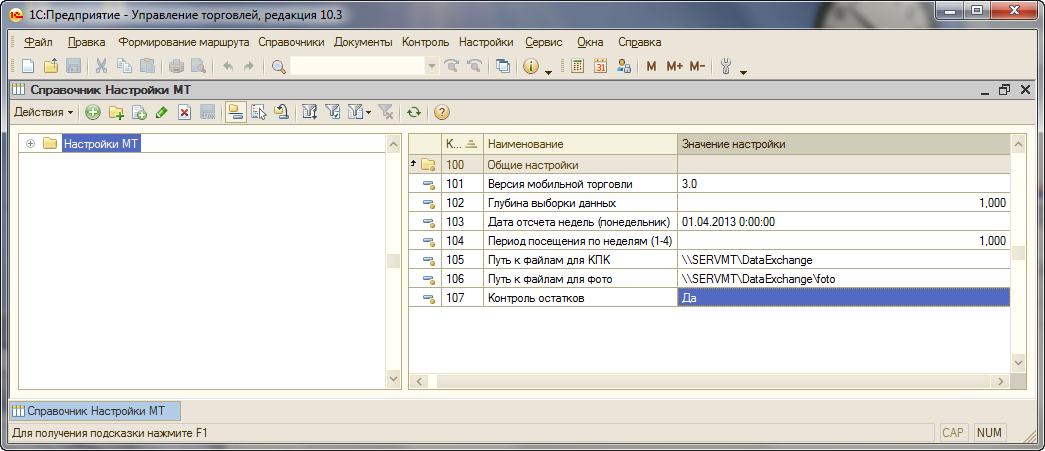 1С:Предприятие - Управление торговлей, редакция 10.3
Файл Правка Формирование маршрута Справочники Документы Контроль Настройки Сервис Окна Справка
M M+ M-
Справочник Настройки МТ
Действия
Настройки МТ
К... Наименование Значение настройки
100 Общие настройки
101 Версия мобильной торговли 3.0
102 Глубина выборки данных 1,000
103 Дата отсчета недель (понедельник) 01.04.2013 0:00:00
104 Период посещения по неделям (1-4) 1,000
105 Путь к файлам для КПК \\SERVMT\DataExchange
106 Путь к файлам для фото \\SERVMT\DataExchange\foto
107 Контроль остатков Да
Справочник Настройки МТ
Для получения подсказки нажмите F1 CAP NUM